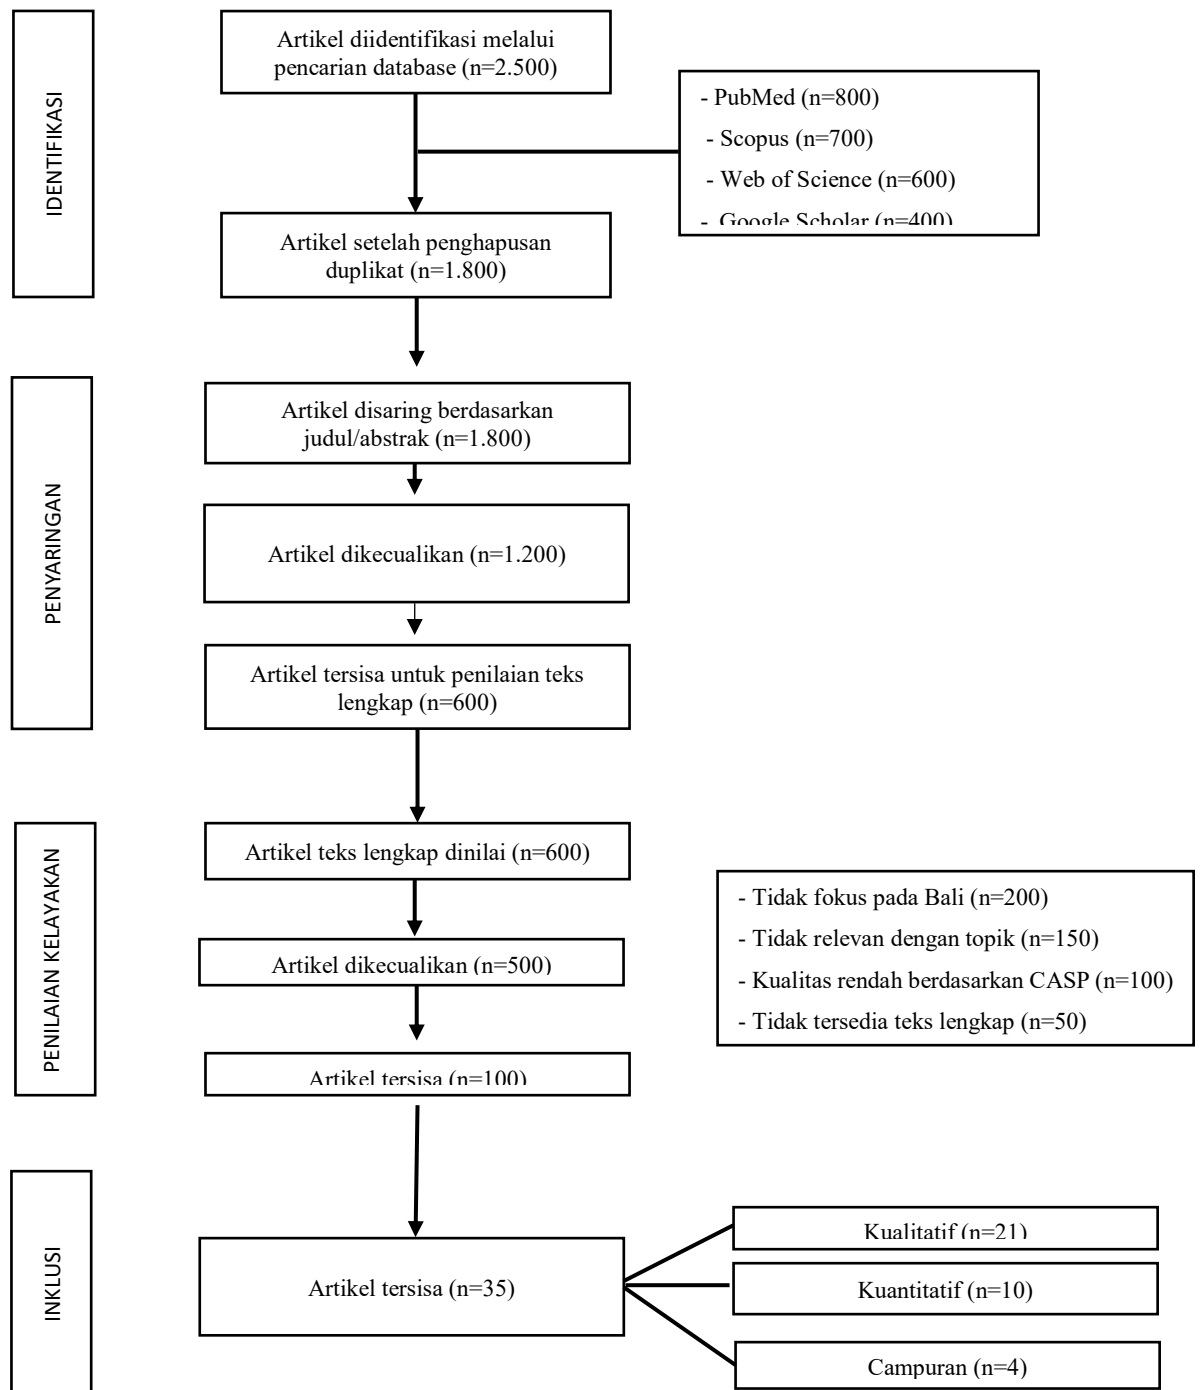 IDENTIFIKASI
Artikel diidentifikasi melalui
pencarian database (n=2.500)
- PubMed (n=800)
- Scopus (n=700)
- Web of Science (n=600)
- Google Scholar (n=400)
Artikel setelah penghapusan
duplikat (n=1.800)
PENYARINGAN
Artikel disaring berdasarkan
judul/abstrak (n=1.800)
Artikel dikecualikan (n=1.200)
Artikel tersisa untuk penilaian teks
lengkap (n=600)
PENILAIAN KELAYAKAN
Artikel teks lengkap dinilai (n=600)
Artikel dikecualikan (n=500)
- Tidak fokus pada Bali (n=200)
- Tidak relevan dengan topik (n=150)
- Kualitas rendah berdasarkan CASP (n=100)
- Tidak tersedia teks lengkap (n=50)
Artikel tersisa (n=100)
INKLUSI
Artikel tersisa (n=35)
Kualitatif (n=21)
Kuantitatif (n=10)
Campuran (n=4)